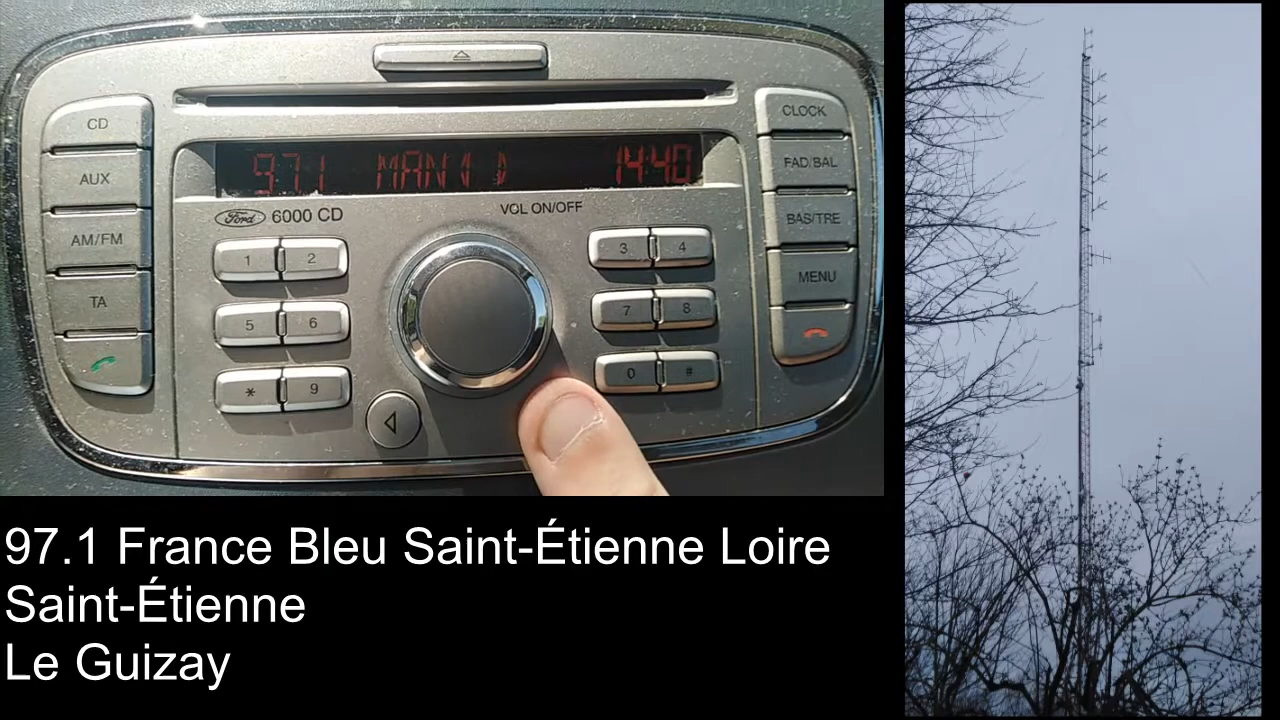 CD
AUX
AM/FM
TA
97.1 MAN
14:40
Ford 6000 CD
VOL ON/OFF
1 2
3 4
5 6
7 8
* 9
0 #
CLOCK
FAD/BAL
BAS/TRE
MENU
97.1 France Bleu Saint-Étienne Loire
Saint-Étienne
Le Guizay